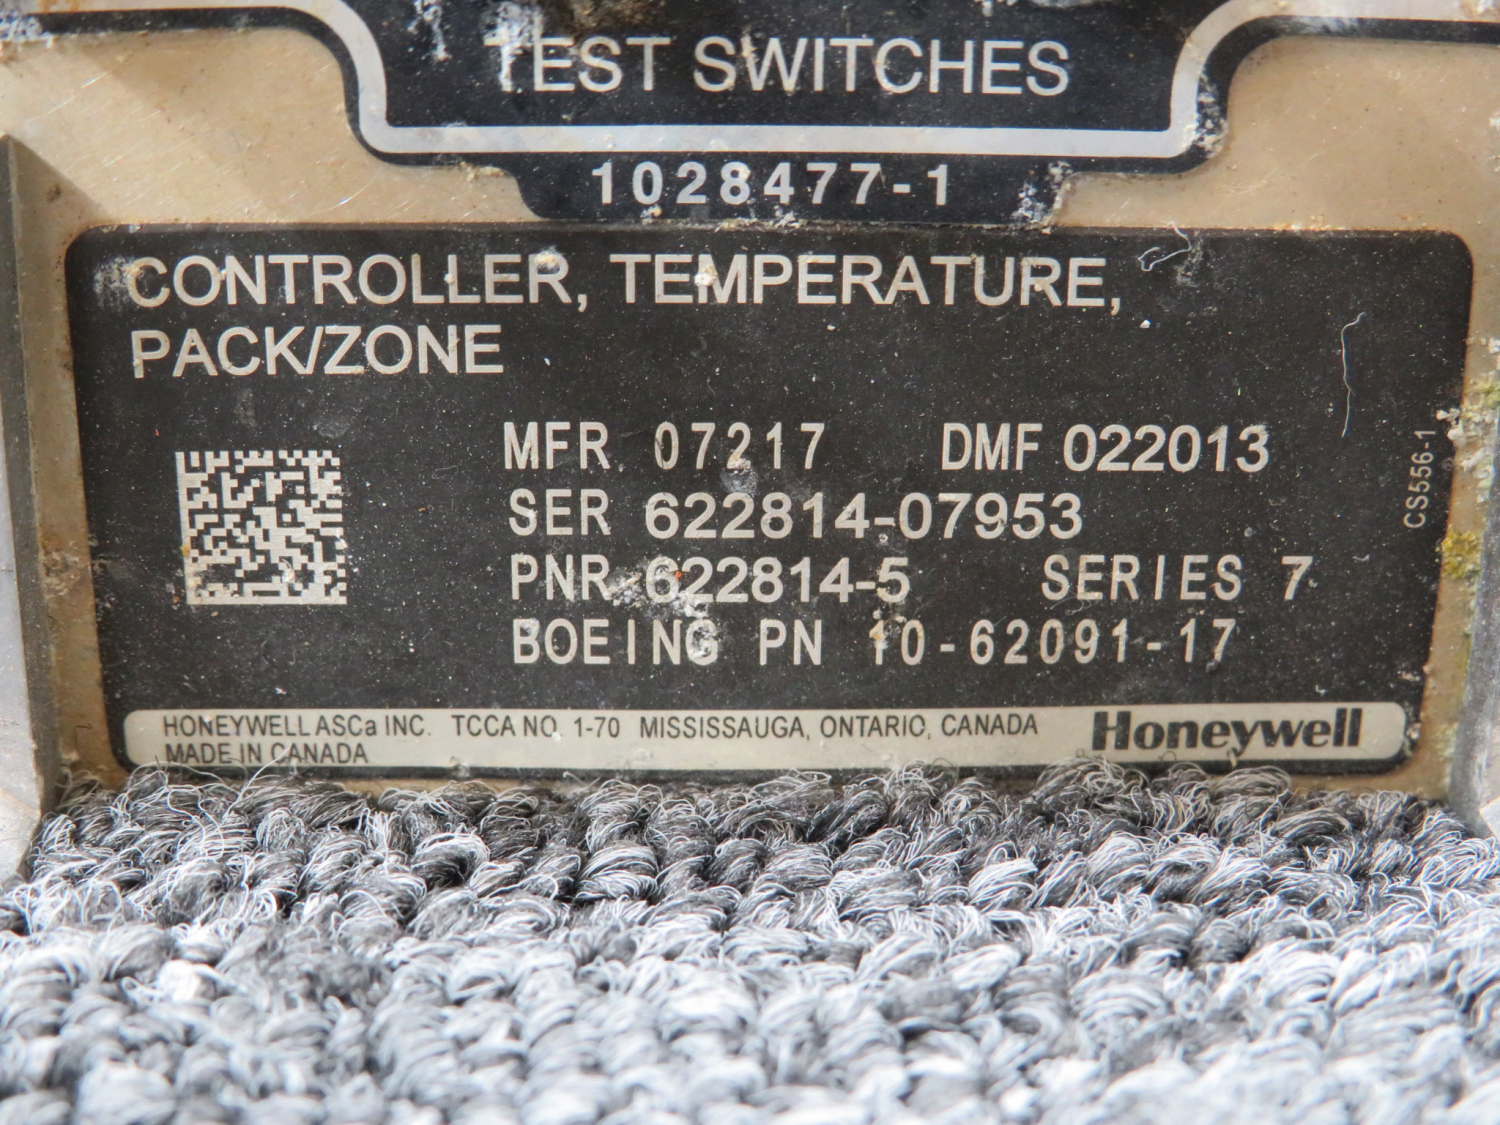 TEST SWITCHES
1028477-1
CONTROLLER, TEMPERATURE,
PACK/ZONE
MFR 07217 DMF 022013
SER 622814-07953
PNR 622814-5 SERIES 7
BOEING PN 10-62091-17
CS556-1
HONEYWELL ASCa INC. TCCA NO. 1-70 MISSISSAUGA, ONTARIO, CANADA
MADE IN CANADA
Honeywell